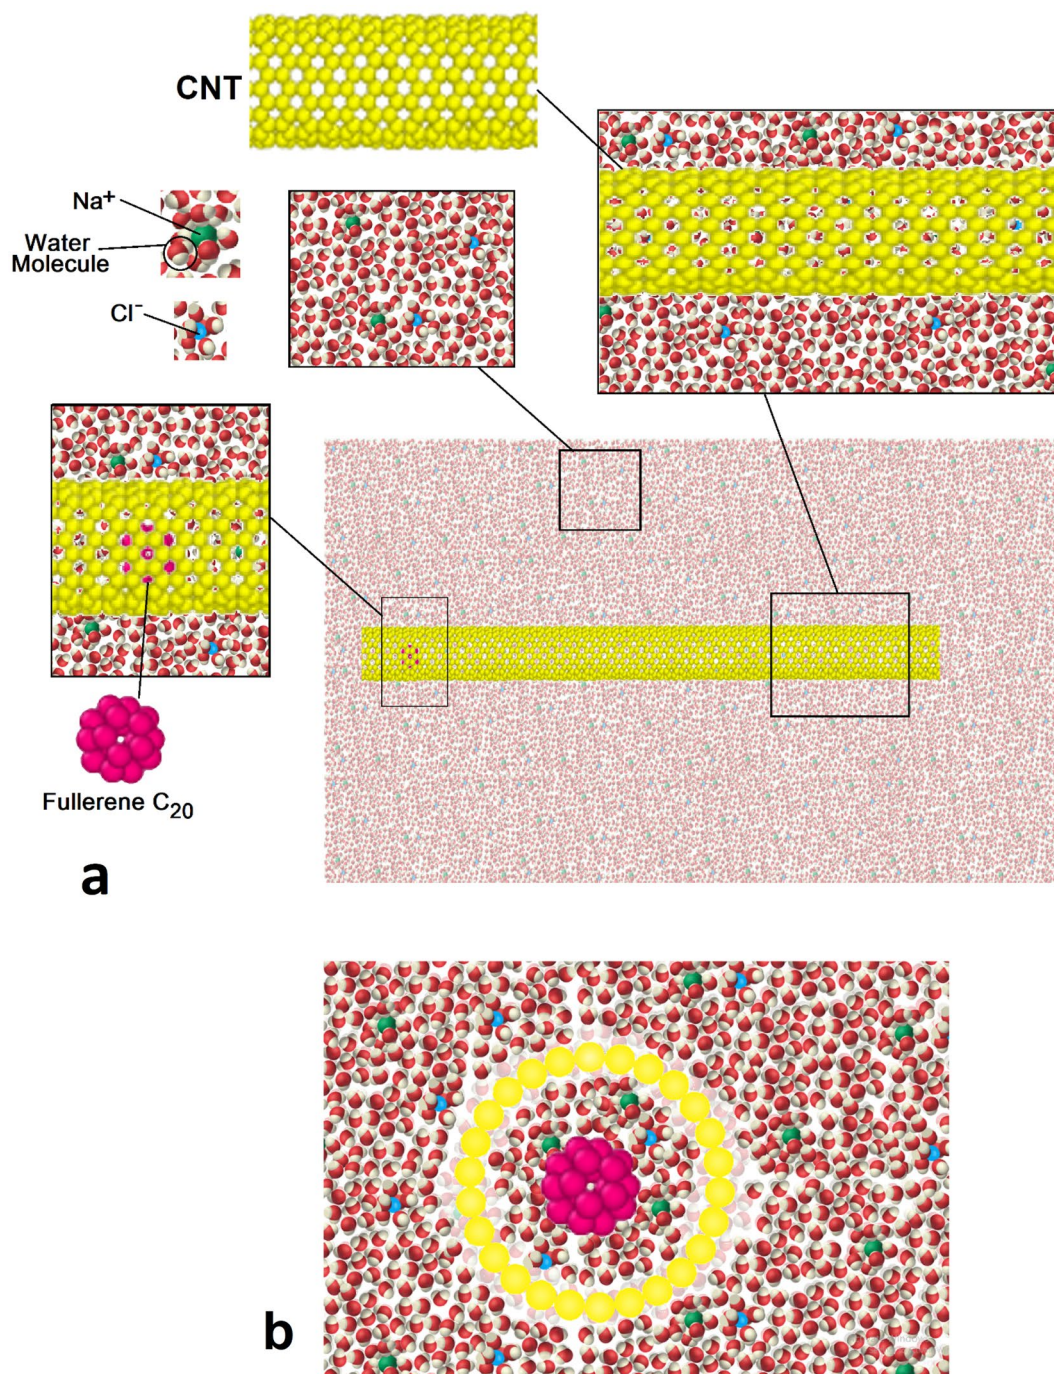 CNT
Na⁺
Water
Molecule
Cl⁻
Fullerene C₂₀
a
b